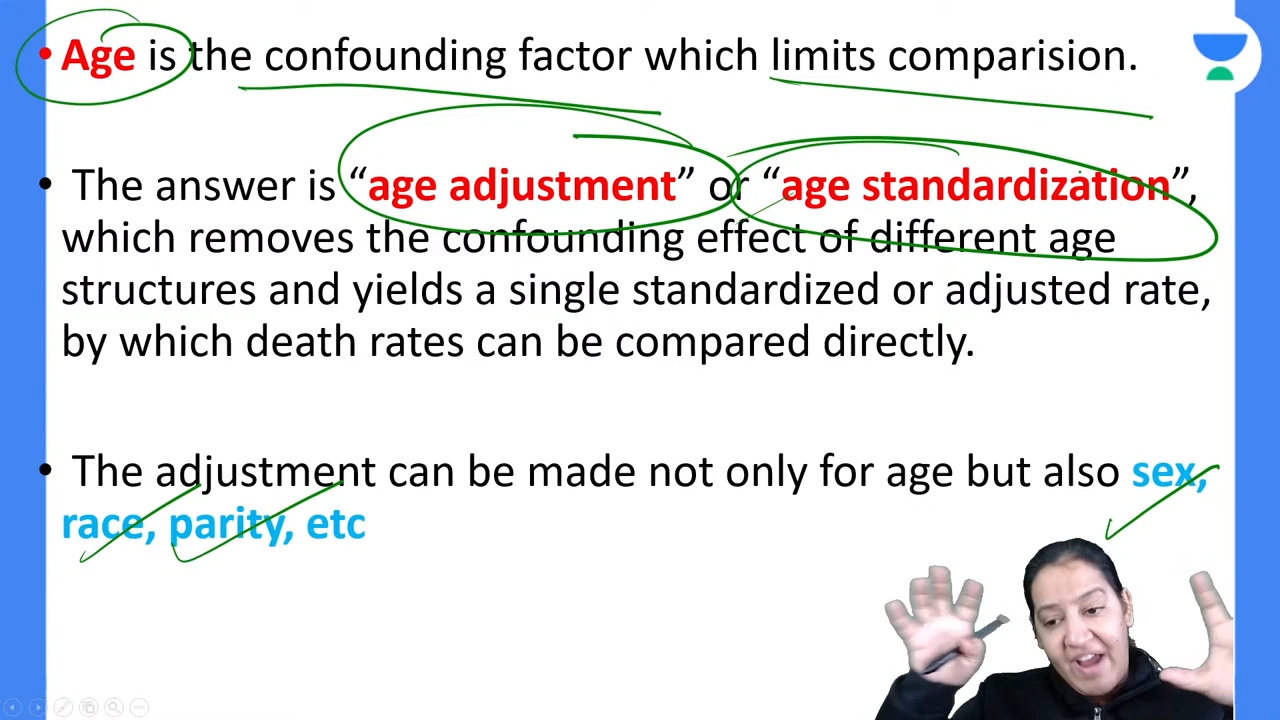 • Age is the confounding factor which limits comparision.
• The answer is “age adjustment” or “age standardization”,
which removes the confounding effect of different age
structures and yields a single standardized or adjusted rate,
by which death rates can be compared directly.
• The adjustment can be made not only for age but also sex,
race, parity, etc